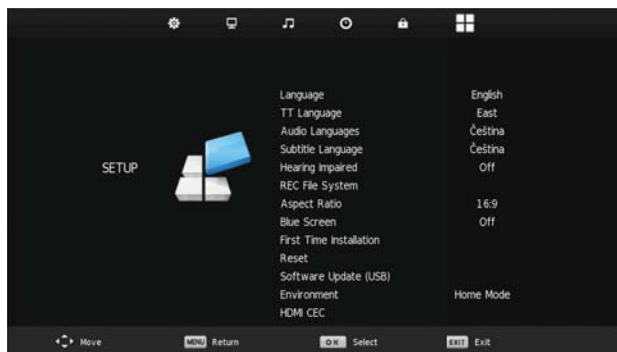 Language English
TT Language East
Audio Languages Čeština
Subtitle Language Čeština
SETUP Hearing Impaired Off
REC File System
Aspect Ratio 16:9
Blue Screen Off
First Time Installation
Reset
Software Update (USB)
Environment Home Mode
HDMI CEC
Move MENU Return OK Select EXIT Exit